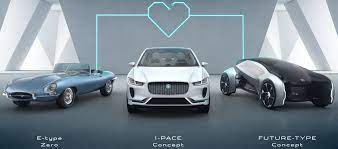 E-type
Zero
I-PACE
Concept
FUTURE-TYPE
Concept